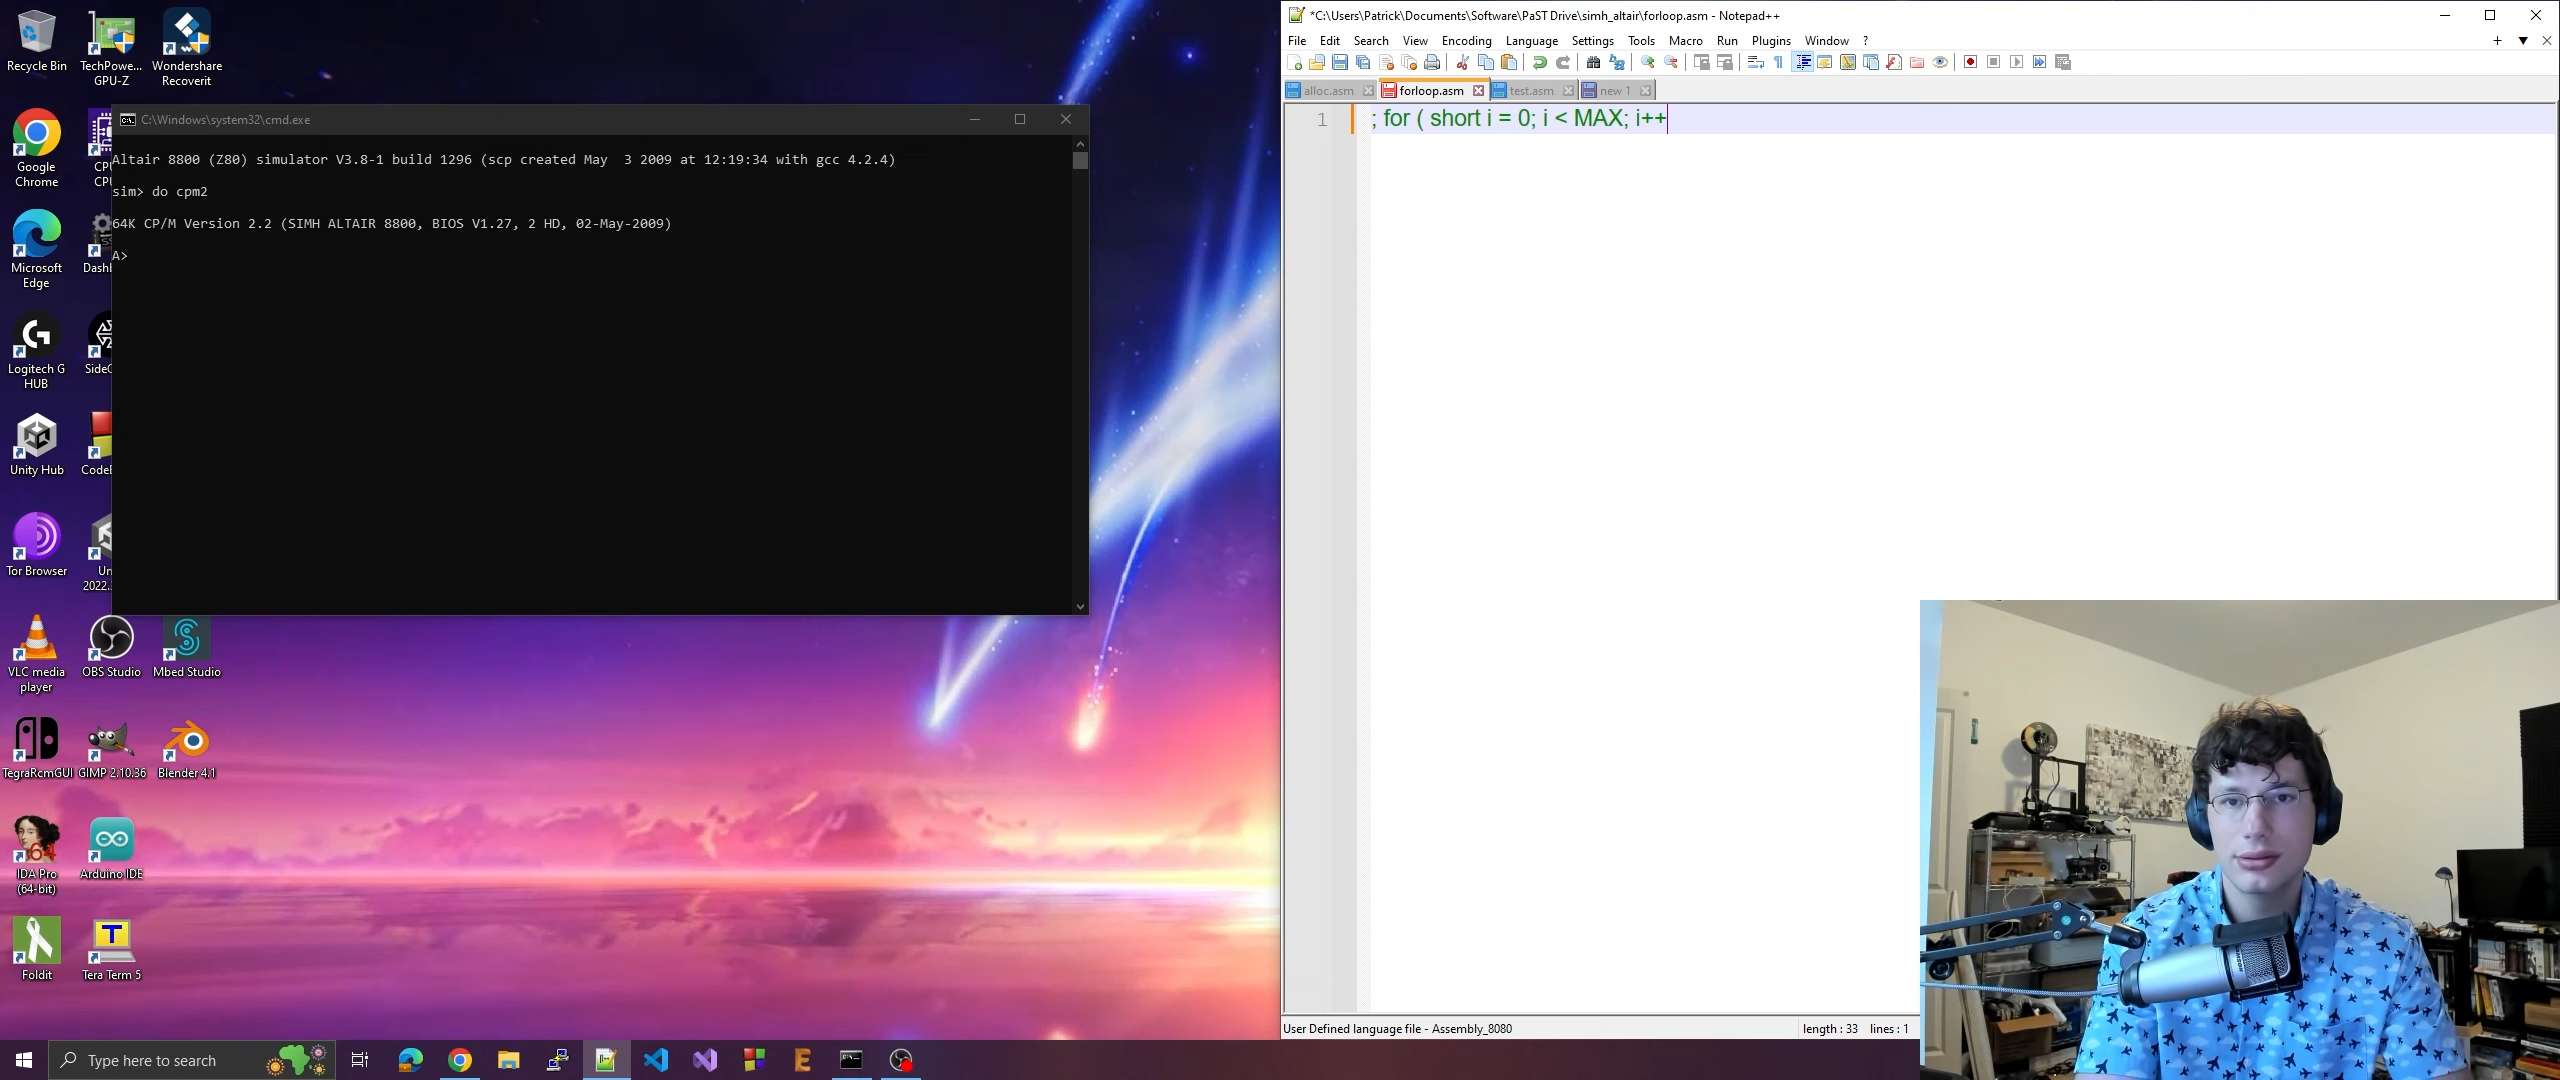 Recycle Bin
TechPowe... GPU-Z
Wondershare Recoverit
Google Chrome
Microsoft Edge
Logitech G HUB
Unity Hub
Tor Browser
2022.
VLC media player
OBS Studio
Mbed Studio
TegraRcmGUI
GIMP 2.10.36
Blender 4.1
IDA Pro (64-bit)
64
Arduino IDE
Foldit
Tera Term 5
C:\Windows\system32\cmd.exe
Altair 8800 (Z80) simulator V3.8-1 build 1296 (scp created May  3 2009 at 12:19:34 with gcc 4.2.4)
sim> do cpm2
64K CP/M Version 2.2 (SIMH ALTAIR 8800, BIOS V1.27, 2 HD, 02-May-2009)
A>
*C:\Users\Patrick\Documents\Software\PaST Drive\simh_altair\forloop.asm - Notepad++
File Edit Search View Encoding Language Settings Tools Macro Run Plugins Window ?
alloc.asm forloop.asm test.asm new 1
1 ; for ( short i = 0; i < MAX; i++
User Defined language file - Assembly_8080 length : 33 lines : 1
Type here to search